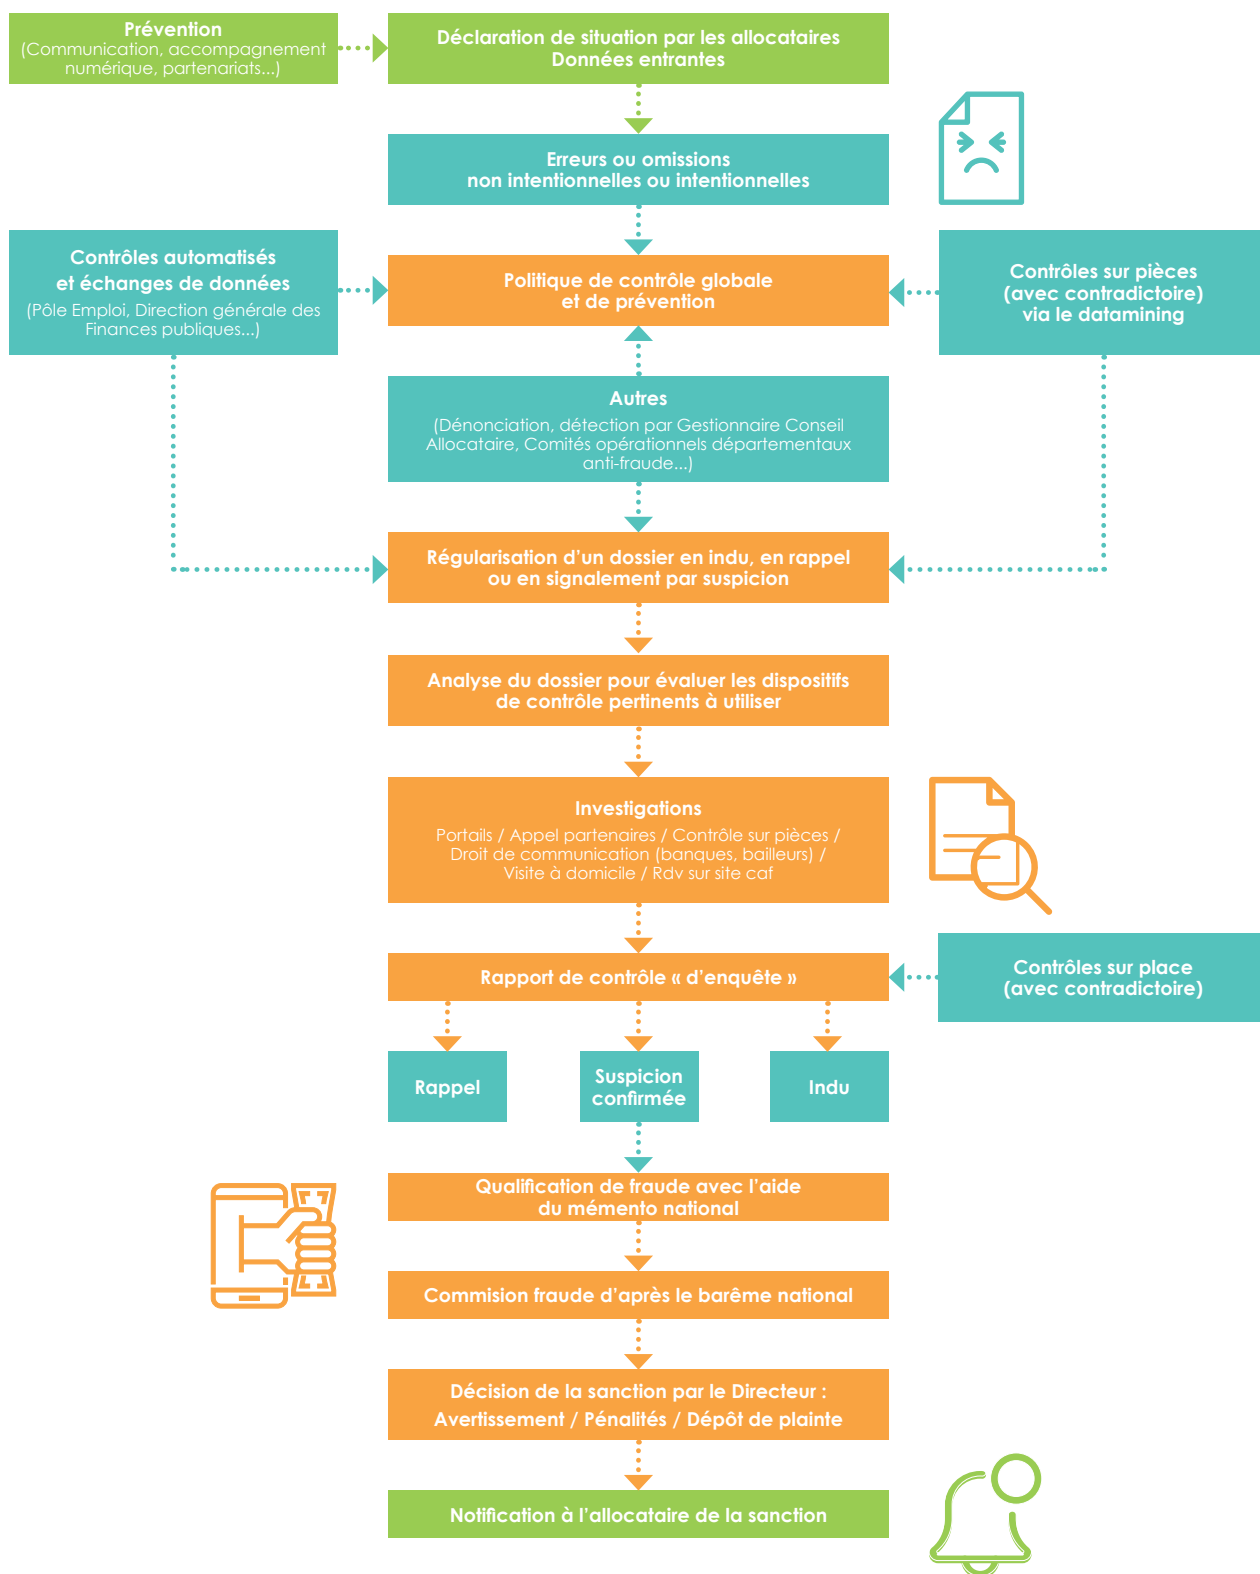 Prévention
(Communication, accompagnement
numérique, partenariats...)
Déclaration de situation par les allocataires
Données entrantes
Erreurs ou omissions
non intentionnelles ou intentionnelles
Contrôles automatisés
et échanges de données
(Pôle Emploi, Direction générale des
Finances publiques...)
Politique de contrôle globale
et de prévention
Contrôles sur pièces
(avec contradictoire)
via le datamining
Autres
(Dénonciation, détection par Gestionnaire Conseil
Allocataire, Comités opérationnels départementaux
anti-fraude...)
Régularisation d’un dossier en indu, en rappel
ou en signalement par suspicion
Analyse du dossier pour évaluer les dispositifs
de contrôle pertinents à utiliser
Investigations
Portails / Appel partenaires / Contrôle sur pièces /
Droit de communication (banques, bailleurs) /
Visite à domicile / Rdv sur site caf
Rapport de contrôle « d’enquête »
Contrôles sur place
(avec contradictoire)
Rappel
Suspicion
confirmée
Indu
Qualification de fraude avec l’aide
du mémento national
Commision fraude d’après le barême national
Décision de la sanction par le Directeur :
Avertissement / Pénalités / Dépôt de plainte
Notification à l’allocataire de la sanction